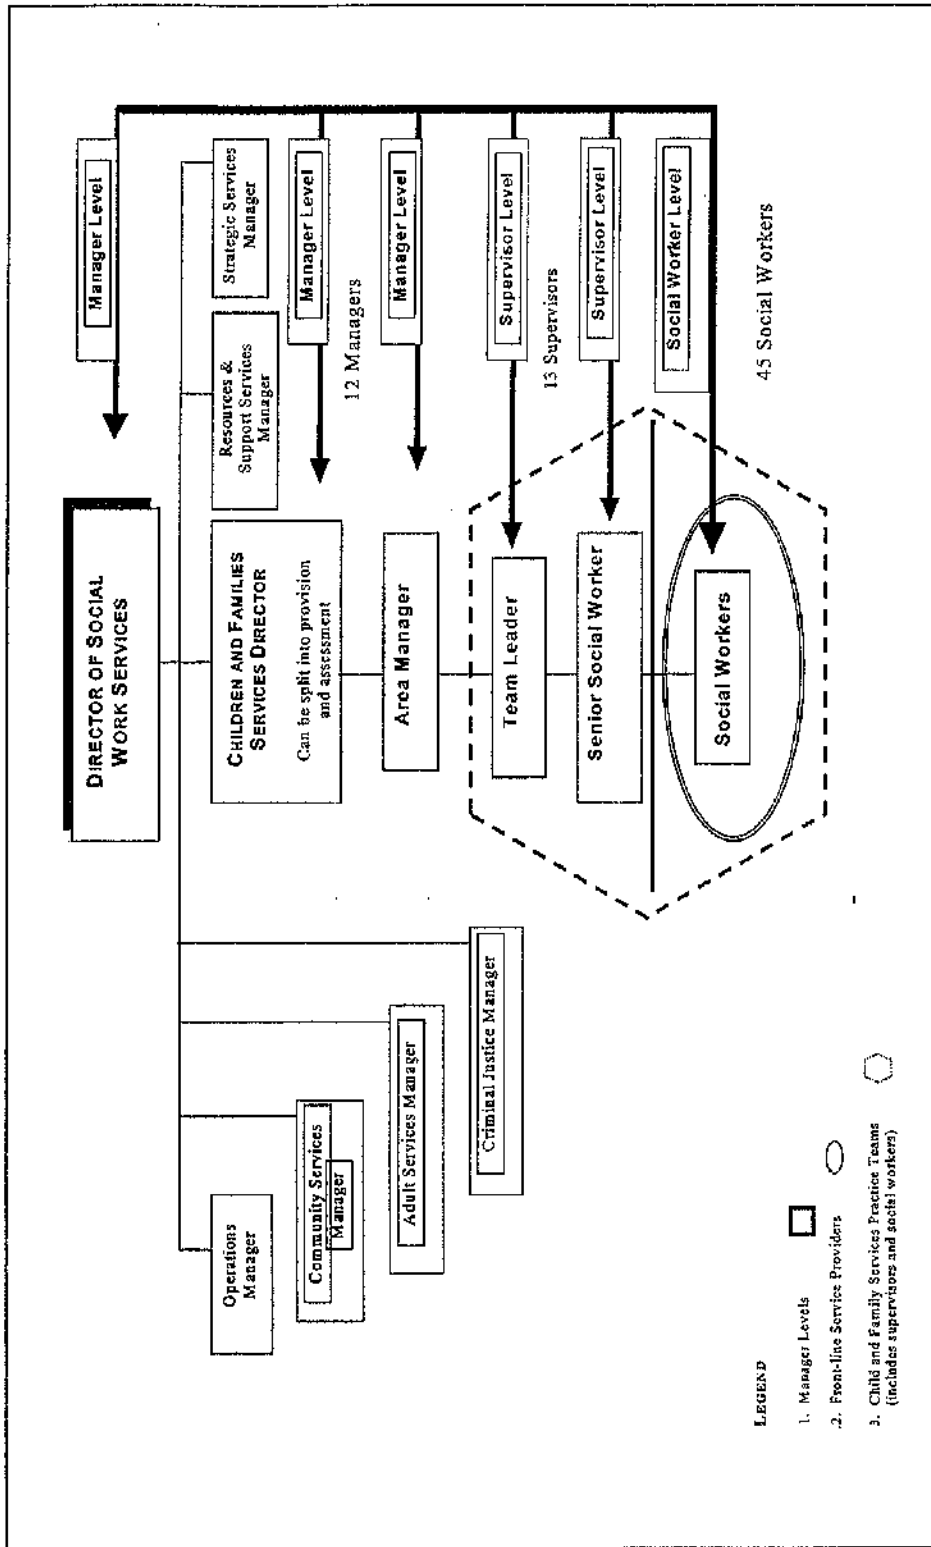 DIRECTOR OF SOCIAL
WORK SERVICES
Manager Level
Operations
Manager
CHILDREN AND FAMILIES
SERVICES DIRECTOR
Can be split into provision
and assessment
Resources &
Support Services
Manager
Strategic Services
Manager
Community Services
Manager
Manager Level
12 Managers
Adult Services Manager
Area Manager
Manager Level
Criminal Justice Manager
Team Leader
Supervisor Level
13 Supervisors
Senior Social Worker
Supervisor Level
Social Workers
Social Worker Level
45 Social Workers
LEGEND
1. Manager Levels
2. Front-line Service Providers
3. Child and Family Services Practice Teams
(includes supervisors and social workers)